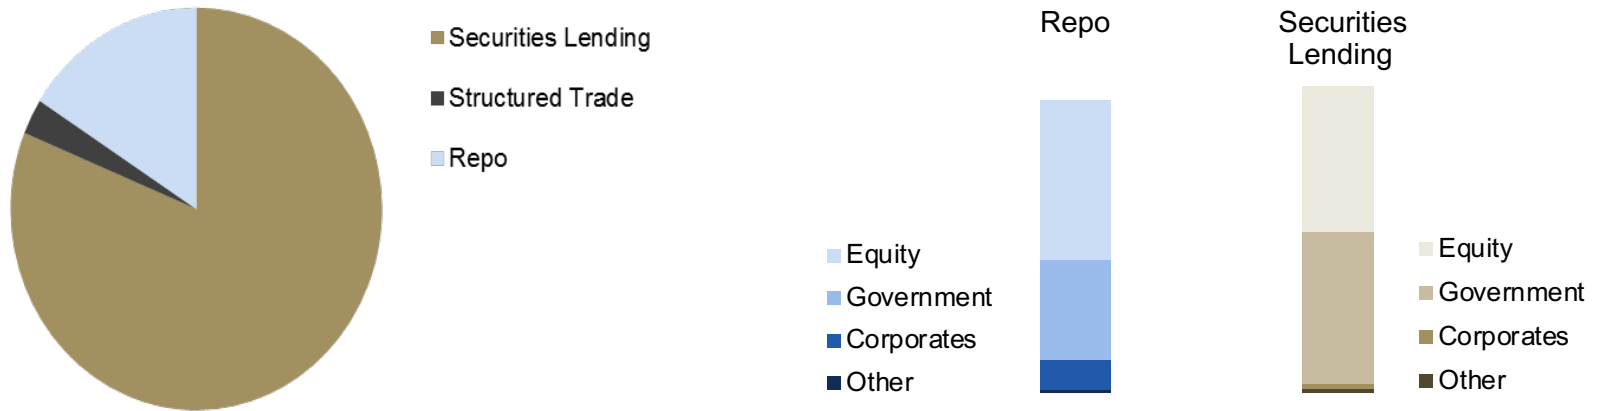 Securities Lending
Structured Trade
Repo
Repo
Securities
Lending
Equity
Government
Corporates
Other
Equity
Government
Corporates
Other